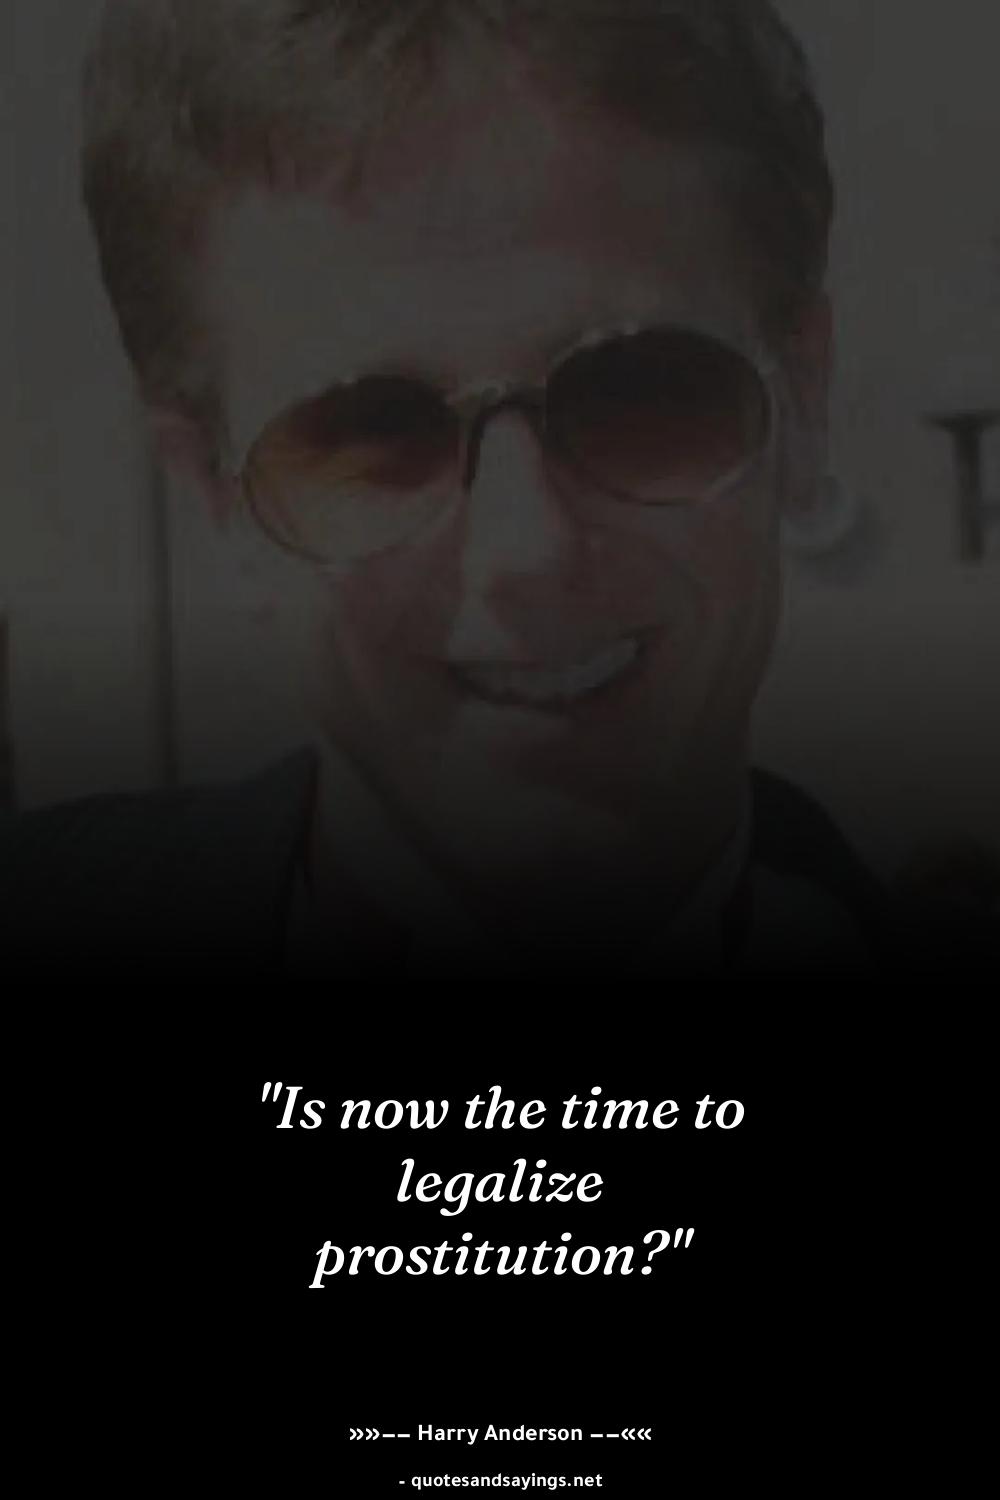 "Is now the time to
legalize
prostitution?"
»»–– Harry Anderson ––««
- quotesandsayings.net